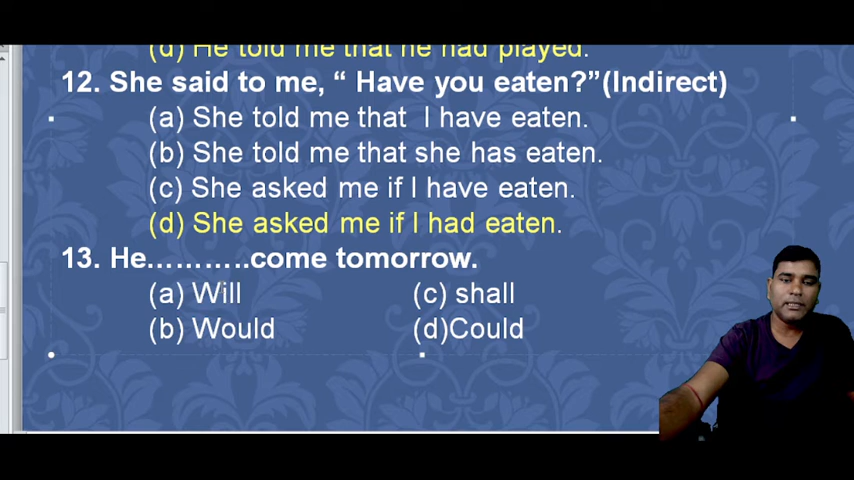 (d) He told me that he had played.
12. She said to me, “ Have you eaten?”(Indirect)
(a) She told me that I have eaten.
(b) She told me that she has eaten.
(c) She asked me if I have eaten.
(d) She asked me if I had eaten.
13. He………..come tomorrow.
(a) Will (c) shall
(b) Would (d)Could